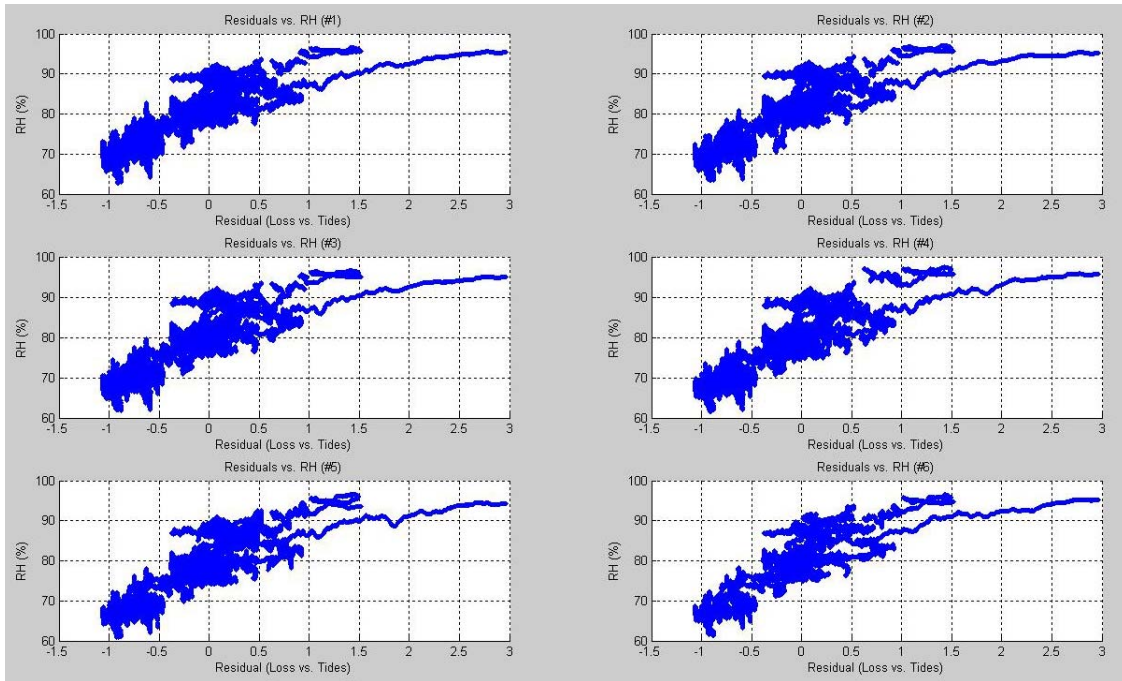 Residuals vs. RH (#1)
100
90
80
70
60
RH (%)
-1.5 -1 -0.5 0 0.5 1 1.5 2 2.5 3
Residual (Loss vs. Tides)
Residuals vs. RH (#2)
100
90
80
70
60
RH (%)
-1.5 -1 -0.5 0 0.5 1 1.5 2 2.5 3
Residual (Loss vs. Tides)
Residuals vs. RH (#3)
100
90
80
70
60
RH (%)
-1.5 -1 -0.5 0 0.5 1 1.5 2 2.5 3
Residual (Loss vs. Tides)
Residuals vs. RH (#4)
100
90
80
70
60
RH (%)
-1.5 -1 -0.5 0 0.5 1 1.5 2 2.5 3
Residual (Loss vs. Tides)
Residuals vs. RH (#5)
100
90
80
70
60
RH (%)
-1.5 -1 -0.5 0 0.5 1 1.5 2 2.5 3
Residual (Loss vs. Tides)
Residuals vs. RH (#6)
100
90
80
70
60
RH (%)
-1.5 -1 -0.5 0 0.5 1 1.5 2 2.5 3
Residual (Loss vs. Tides)